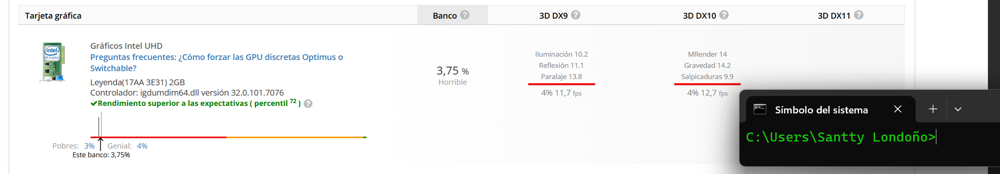 Tarjeta gráfica
Banco ?
3D DX9 ?
3D DX10 ?
3D DX11 ?
intel
HD Graphics
Gráficos Intel UHD
Preguntas frecuentes: ¿Cómo forzar las GPU discretas Optimus o
Switchable?
Leyenda(17AA 3E31) 2GB
Controlador: igdumdim64.dll versión 32.0.101.7076
✔Rendimiento superior a las expectativas ( percentil 72 ) ?
Pobres: 3% Genial: 4%
Este banco: 3,75%
3,75 %
Horrible
Iluminación 10.2
Reflexión 11.1
Paralaje 13.8
4% 11,7 fps
MRender 14
Gravedad 14.2
Salpicaduras 9.9
4% 12,7 fps
Símbolo del sistema
C:\Users\Santty Londoño>